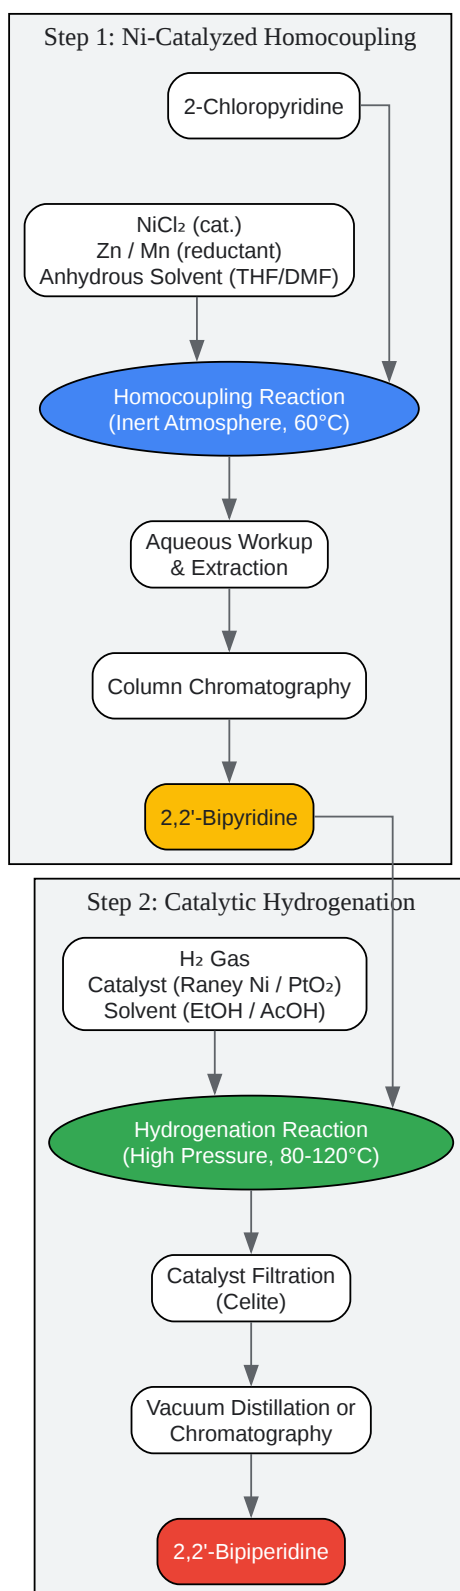 Step 1: Ni-Catalyzed Homocoupling
2-Chloropyridine
NiCl₂ (cat.)
Zn / Mn (reductant)
Anhydrous Solvent (THF/DMF)
Homocoupling Reaction
(Inert Atmosphere, 60°C)
Aqueous Workup
& Extraction
Column Chromatography
2,2'-Bipyridine
Step 2: Catalytic Hydrogenation
H₂ Gas
Catalyst (Raney Ni / PtO₂)
Solvent (EtOH / AcOH)
Hydrogenation Reaction
(High Pressure, 80-120°C)
Catalyst Filtration
(Celite)
Vacuum Distillation or
Chromatography
2,2'-Bipiperidine